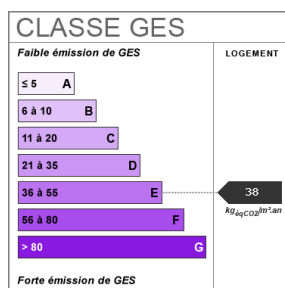 CLASSE GES
Faible émission de GES
LOGEMENT
≤ 5 A
6 à 10 B
11 à 20 C
21 à 35 D
36 à 55 E
38
kgéqCO2/m².an
56 à 80 F
> 80 G
Forte émission de GES